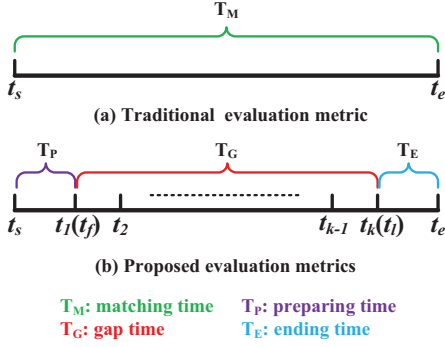 T_M
t_s t_e
(a) Traditional evaluation metric
T_P T_G T_E
t_s t_1(t_f) t_2 t_{k-1} t_k(t_l) t_e
(b) Proposed evaluation metrics
T_M: matching time T_P: preparing time
T_G: gap time T_E: ending time